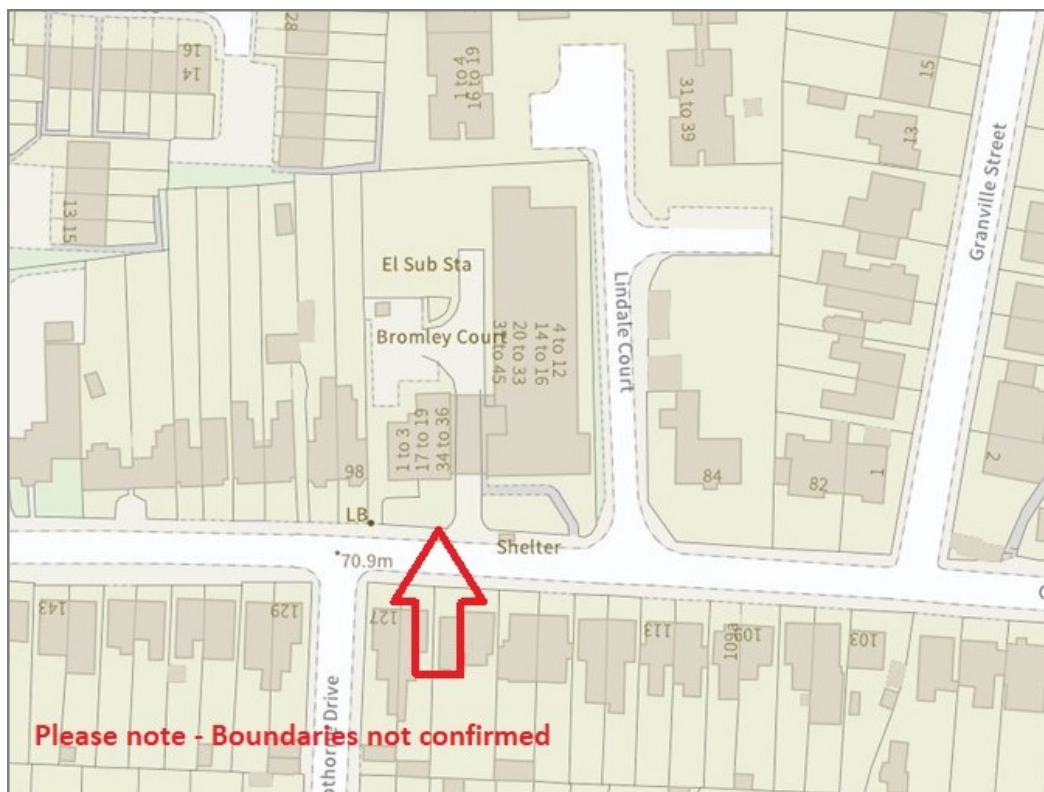 28
16
14
1 to 4
16 to 19
31 to 39
15
13
Granville Street
13
15
El Sub Sta
Bromley Court
4 to 12
14 to 16
20 to 33
37 to 45
Lindale Court
1 to 3
17 to 19
34 to 36
98
84
82
1
2
LB
Shelter
70.9m
143
129
127
113
109
109a
103
Please note - Boundaries not confirmed
Drive